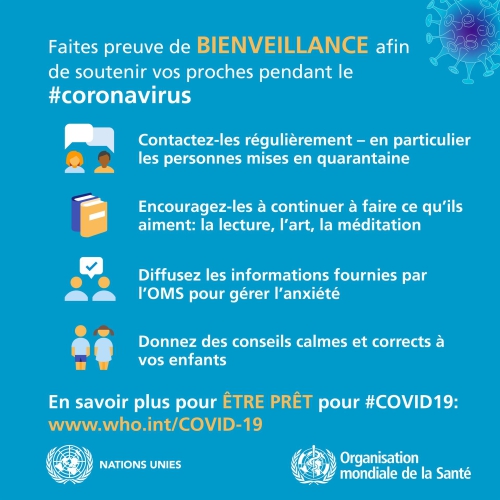 Faites preuve de BIENVEILLANCE afin
de soutenir vos proches pendant le
#coronavirus
Contactez-les régulièrement – en particulier
les personnes mises en quarantaine
Encouragez-les à continuer à faire ce qu'ils
aiment: la lecture, l'art, la méditation
Diffusez les informations fournies par
l'OMS pour gérer l'anxiété
Donnez des conseils calmes et corrects à
vos enfants
En savoir plus pour ÊTRE PRÊT pour #COVID19:
www.who.int/COVID-19
NATIONS UNIES
Organisation
mondiale de la Santé